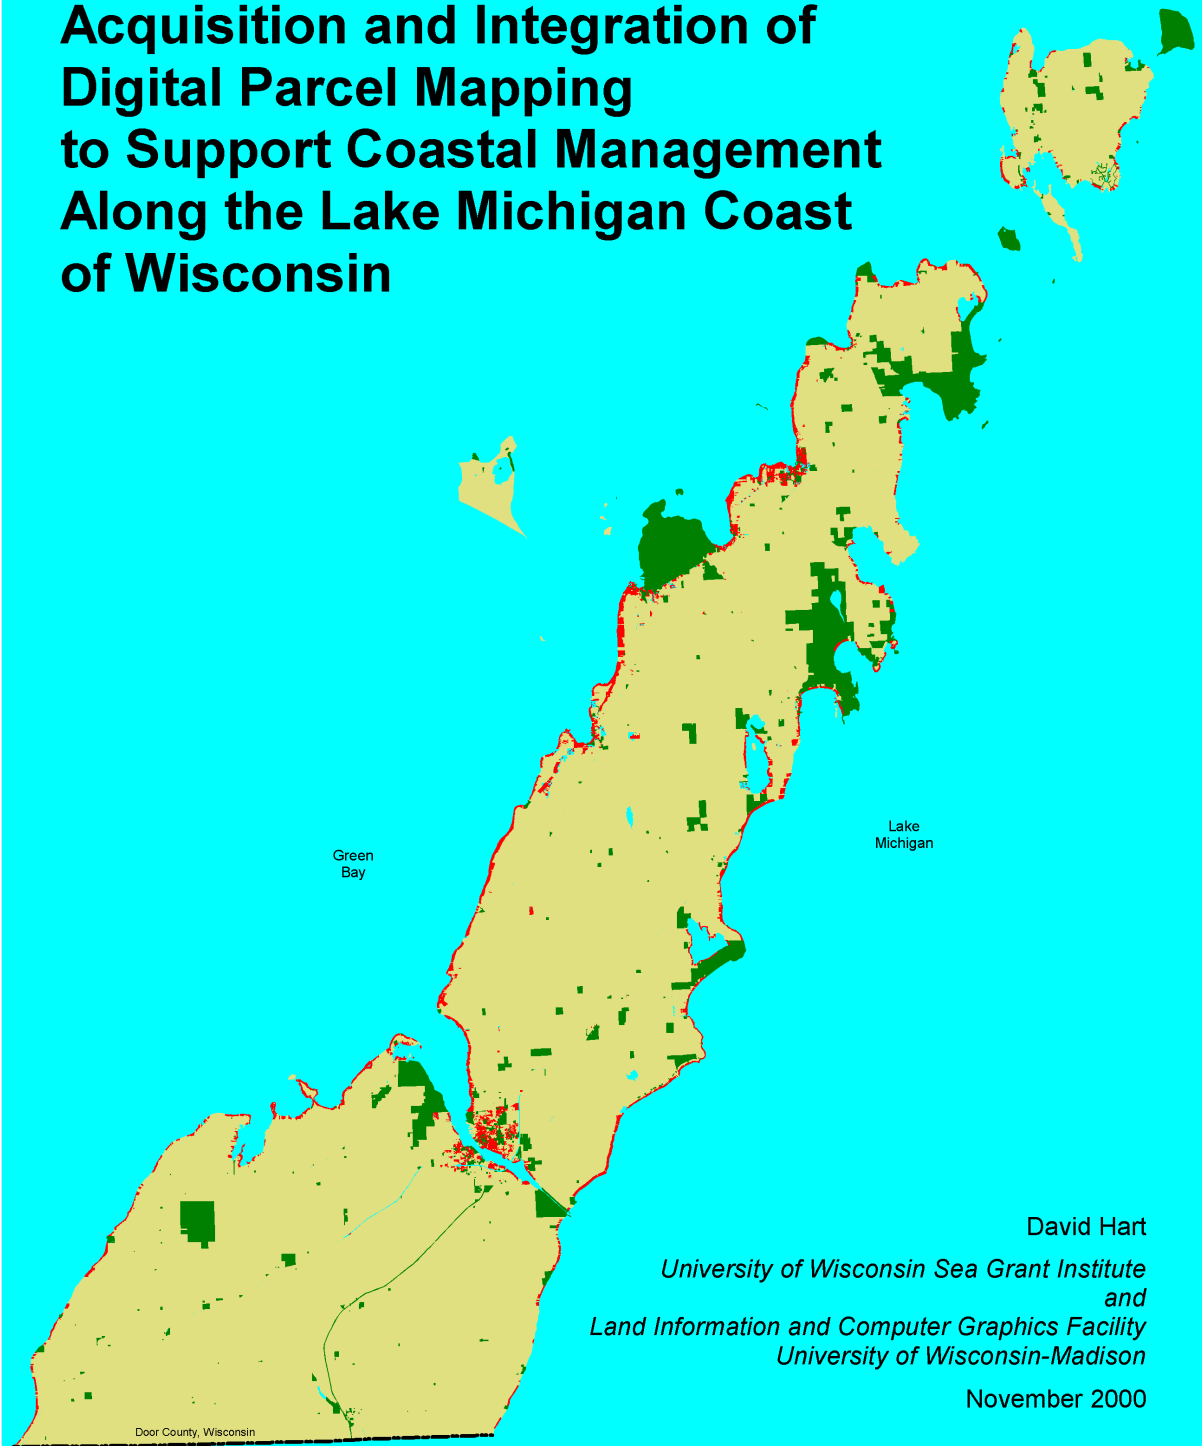 Acquisition and Integration of
Digital Parcel Mapping
to Support Coastal Management
Along the Lake Michigan Coast
of Wisconsin
Lake
Michigan
Green
Bay
David Hart
University of Wisconsin Sea Grant Institute
and
Land Information and Computer Graphics Facility
University of Wisconsin-Madison
November 2000
Door County, Wisconsin